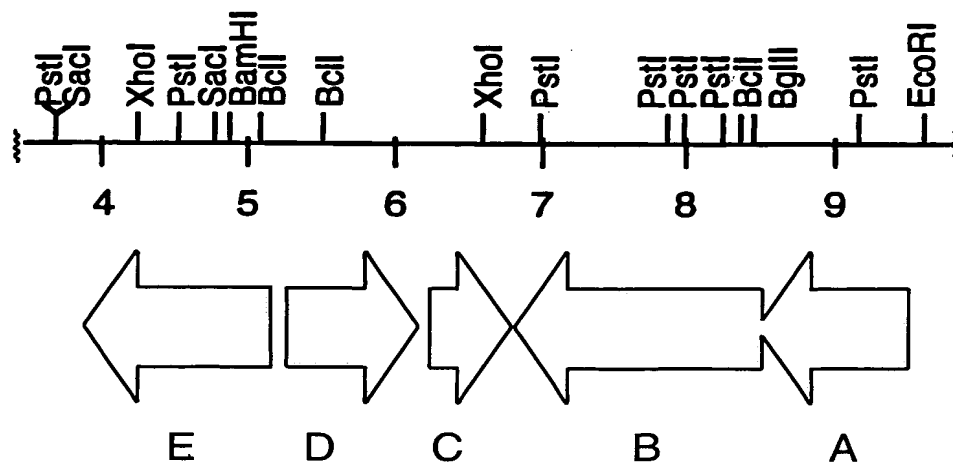 PstI SacI XhoI PstI SacI BamHI BclI BclI XhoI PstI PstI PstI PstI BclI BglII PstI EcoRI
4 5 6 7 8 9
E D C B A